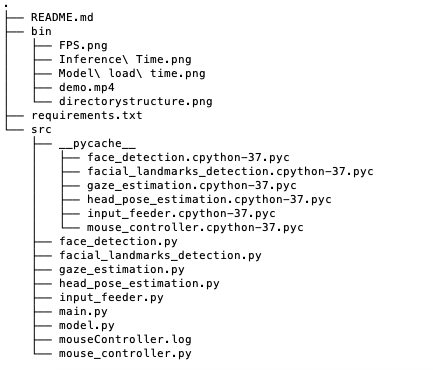 .
├── README.md
├── bin
│   ├── FPS.png
│   ├── Inference\ Time.png
│   ├── Model\ load\ time.png
│   ├── demo.mp4
│   └── directorystructure.png
├── requirements.txt
└── src
    ├── __pycache__
    │   ├── face_detection.cpython-37.pyc
    │   ├── facial_landmarks_detection.cpython-37.pyc
    │   ├── gaze_estimation.cpython-37.pyc
    │   ├── head_pose_estimation.cpython-37.pyc
    │   ├── input_feeder.cpython-37.pyc
    │   └── mouse_controller.cpython-37.pyc
    ├── face_detection.py
    ├── facial_landmarks_detection.py
    ├── gaze_estimation.py
    ├── head_pose_estimation.py
    ├── input_feeder.py
    ├── main.py
    ├── model.py
    ├── mouseController.log
    └── mouse_controller.py